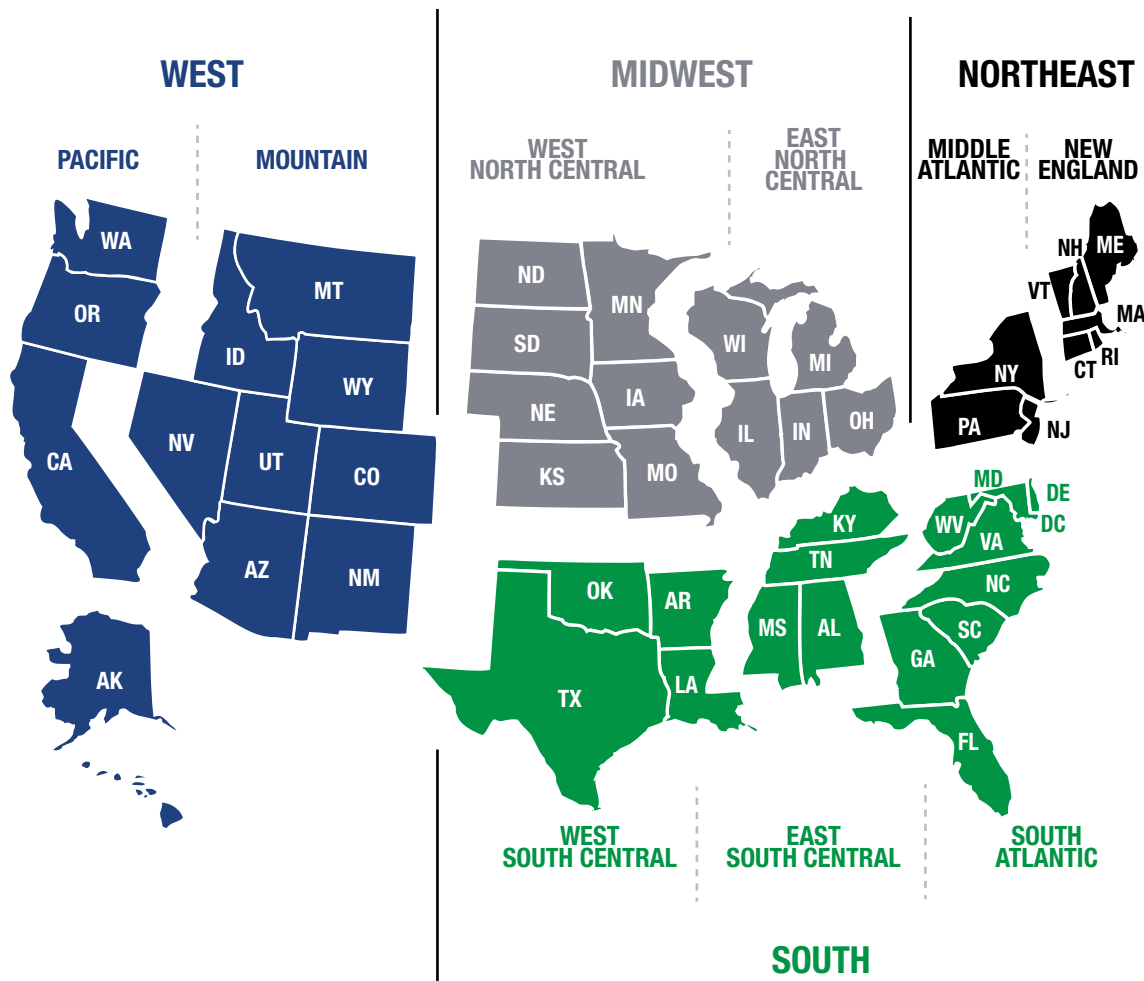 WEST
MIDWEST
NORTHEAST
PACIFIC
MOUNTAIN
WEST
NORTH CENTRAL
EAST
NORTH
CENTRAL
MIDDLE
ATLANTIC
NEW
ENGLAND
WA
OR
CA
AK
MT
ID
WY
NV
UT
CO
AZ
NM
ND
SD
NE
KS
MN
IA
MO
WI
MI
IL
IN
OH
NH
ME
VT
MA
RI
CT
NY
PA
NJ
MD
DE
DC
WV
VA
KY
TN
NC
SC
GA
FL
OK
AR
TX
LA
MS
AL
WEST
SOUTH CENTRAL
EAST
SOUTH CENTRAL
SOUTH
ATLANTIC
SOUTH